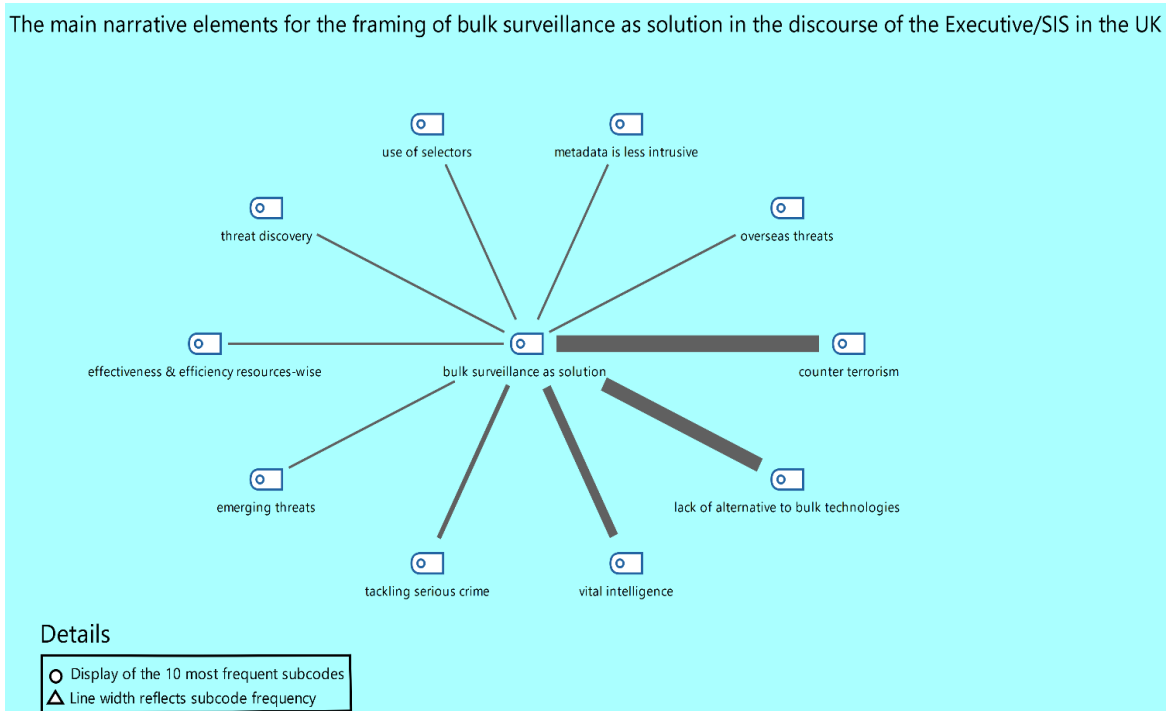 The main narrative elements for the framing of bulk surveillance as solution in the discourse of the Executive/SIS in the UK
use of selectors
metadata is less intrusive
threat discovery
overseas threats
effectiveness & efficiency resources-wise
bulk surveillance as solution
counter terrorism
emerging threats
lack of alternative to bulk technologies
tackling serious crime
vital intelligence
Details
Display of the 10 most frequent subcodes
Line width reflects subcode frequency